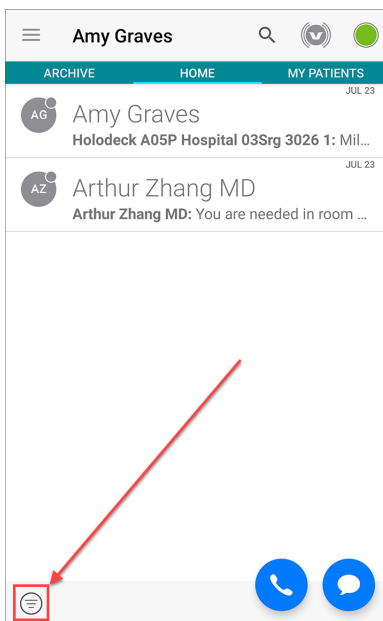 Amy Graves
ARCHIVE HOME MY PATIENTS
JUL 23
AG
Amy Graves
Holodeck A05P Hospital 03Srg 3026 1: Mil...
JUL 23
AZ
Arthur Zhang MD
Arthur Zhang MD: You are needed in room ...